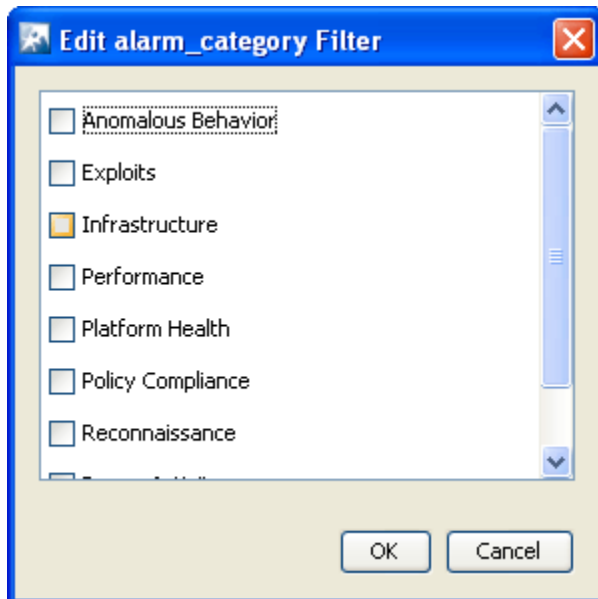 Edit alarm_category Filter
Anomalous Behavior
Exploits
Infrastructure
Performance
Platform Health
Policy Compliance
Reconnaissance
OK
Cancel